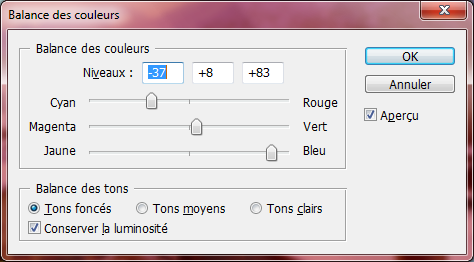 Balance des couleurs
Balance des couleurs
Niveaux : -37 +8 +83
OK
Annuler
Cyan Rouge
Aperçu
Magenta Vert
Jaune Bleu
Balance des tons
Tons foncés Tons moyens Tons clairs
Conserver la luminosité